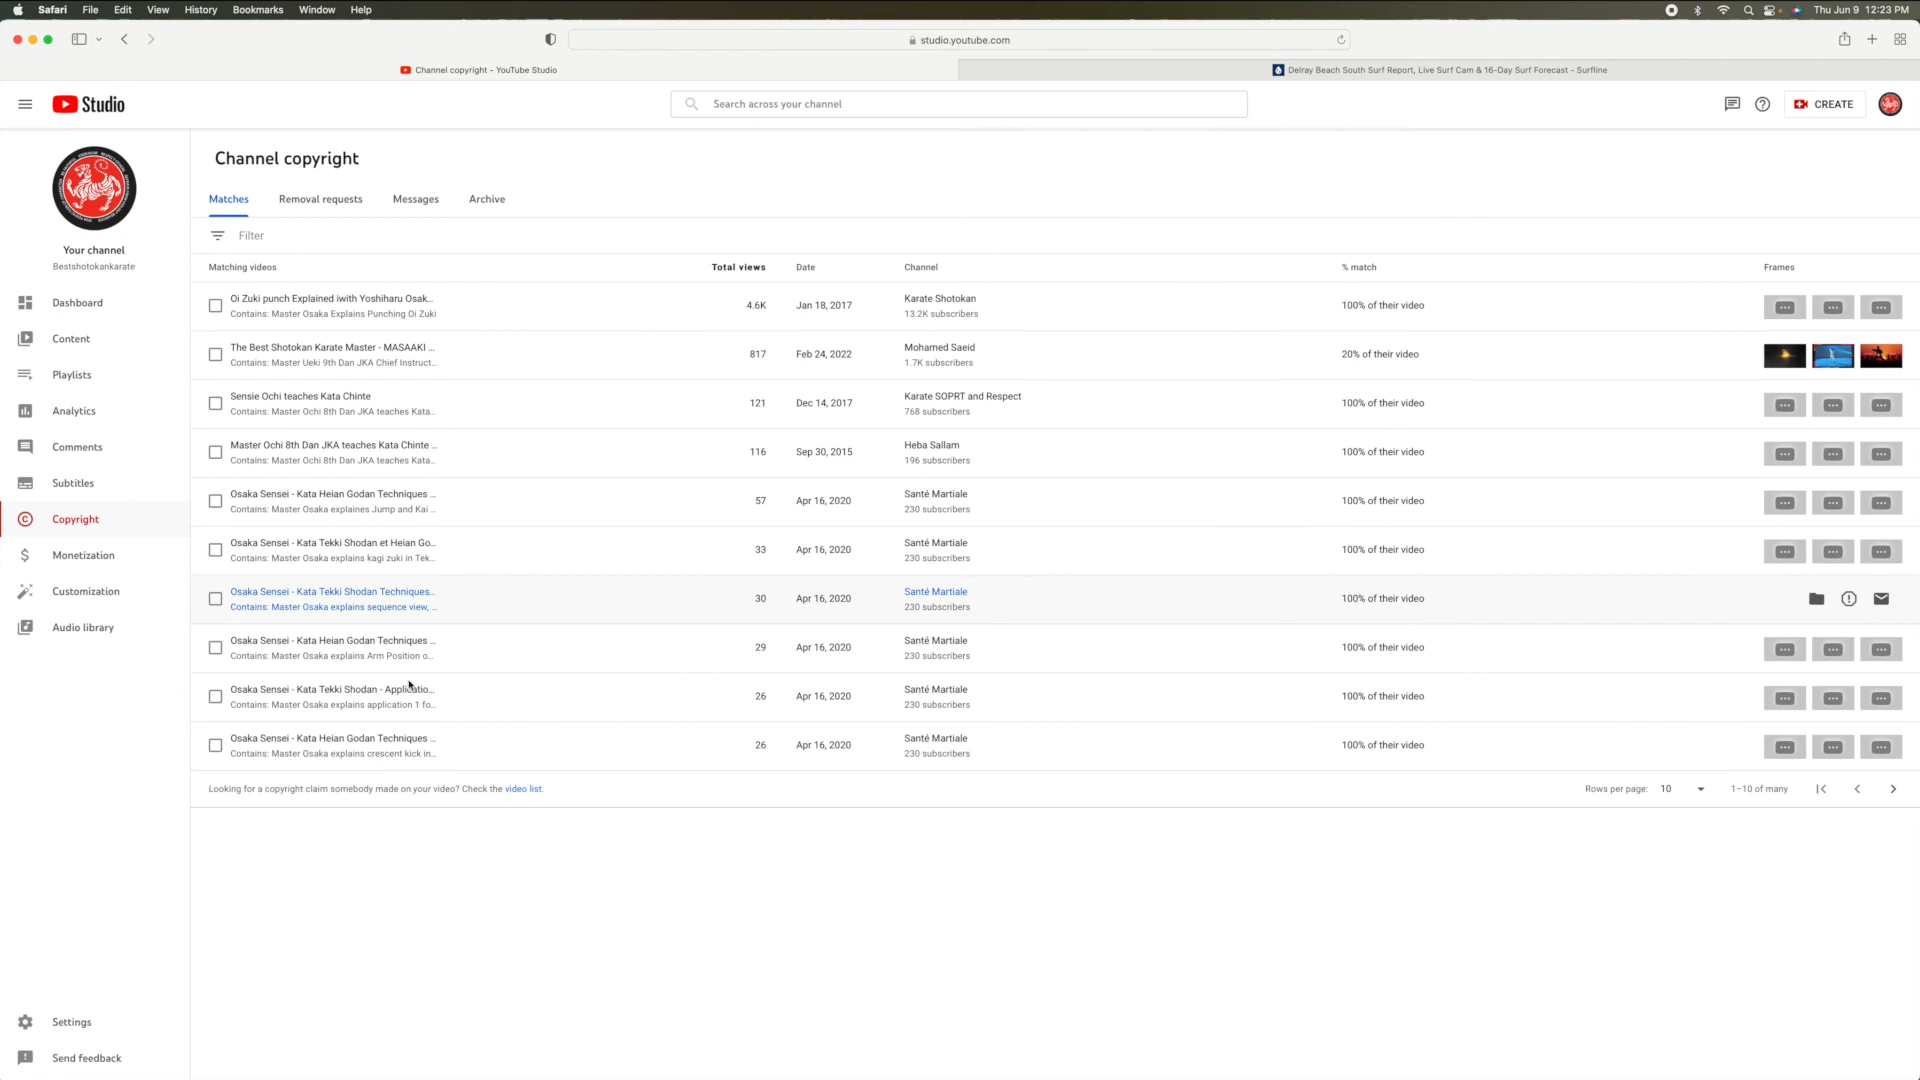 Safari File Edit View History Bookmarks Window Help Thu Jun 9 12:23 PM
studio.youtube.com
Channel copyright - YouTube Studio Delray Beach South Surf Report, Live Surf Cam & 16-Day Surf Forecast - Surfline
Studio Search across your channel CREATE
Channel copyright
Matches Removal requests Messages Archive
Your channel
Bestshotokankarate
Dashboard
Content
Playlists
Analytics
Comments
Subtitles
Copyright
Monetization
Customization
Audio library
Settings
Send feedback
Filter
Matching videos Total views Date Channel % match Frames
Oi Zuki punch Explained iwith Yoshiharu Osak... 4.6K Jan 18, 2017 Karate Shotokan 100% of their video
Contains: Master Osaka Explains Punching Oi Zuki 13.2K subscribers
The Best Shotokan Karate Master - MASAAKI ... 817 Feb 24, 2022 Mohamed Saeid 20% of their video
Contains: Master Ueki 9th Dan JKA Chief Instruct... 1.7K subscribers
Sensie Ochi teaches Kata Chinte 121 Dec 14, 2017 Karate SOPRT and Respect 100% of their video
Contains: Master Ochi 8th Dan JKA teaches Kata... 768 subscribers
Master Ochi 8th Dan JKA teaches Kata Chinte ... 116 Sep 30, 2015 Heba Sallam 100% of their video
Contains: Master Ochi 8th Dan JKA teaches Kata... 196 subscribers
Osaka Sensei - Kata Heian Godan Techniques ... 57 Apr 16, 2020 Santé Martiale 100% of their video
Contains: Master Osaka explaines Jump and Kai ... 230 subscribers
Osaka Sensei - Kata Tekki Shodan et Heian Go... 33 Apr 16, 2020 Santé Martiale 100% of their video
Contains: Master Osaka explains kagi zuki in Tek... 230 subscribers
Osaka Sensei - Kata Tekki Shodan Techniques... 30 Apr 16, 2020 Santé Martiale 100% of their video
Contains: Master Osaka explains sequence view, ... 230 subscribers
Osaka Sensei - Kata Heian Godan Techniques ... 29 Apr 16, 2020 Santé Martiale 100% of their video
Contains: Master Osaka explains Arm Position o... 230 subscribers
Osaka Sensei - Kata Tekki Shodan - Applicatio... 26 Apr 16, 2020 Santé Martiale 100% of their video
Contains: Master Osaka explains application 1 fo... 230 subscribers
Osaka Sensei - Kata Heian Godan Techniques ... 26 Apr 16, 2020 Santé Martiale 100% of their video
Contains: Master Osaka explains crescent kick in... 230 subscribers
Looking for a copyright claim somebody made on your video? Check the video list. Rows per page: 10 1–10 of many